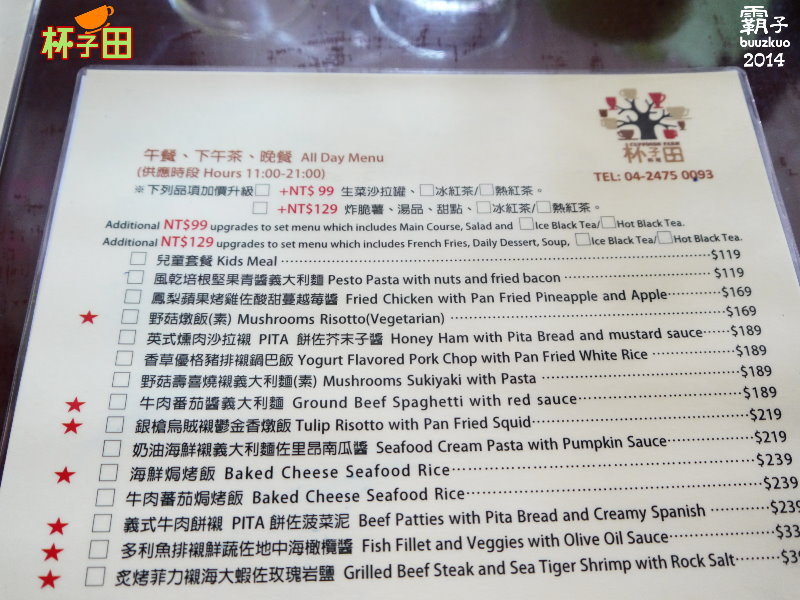 杯子田
霸子
buuzkuo
2014
CUPTOBIA FARM
杯子田
TEL: 04-2475 0093
午餐、下午茶、晚餐 All Day Menu
(供應時段 Hours 11:00-21:00)
※下列品項加價升級□ +NT$ 99 生菜沙拉罐、□冰紅茶/□熱紅茶。
□ +NT$129 炸脆薯、湯品、甜點、□冰紅茶/□熱紅茶。
Additional NT$99 upgrades to set menu which includes Main Course, Salad and □Ice Black Tea/□Hot Black Tea.
Additional NT$129 upgrades to set menu which includes French Fries, Daily Dessert, Soup, □Ice Black Tea/□Hot Black Tea.
□ 兒童套餐 Kids Meal $119
□ 風乾培根堅果青醬義大利麵 Pesto Pasta with nuts and fried bacon $119
□ 鳳梨蘋果烤雞佐酸甜蔓越莓醬 Fried Chicken with Pan Fried Pineapple and Apple $169
★ □ 野菇燉飯(素) Mushrooms Risotto(Vegetarian) $169
□ 英式燻肉沙拉襯 PITA 餅佐芥末子醬 Honey Ham with Pita Bread and mustard sauce $189
□ 香草優格豬排襯鍋巴飯 Yogurt Flavored Pork Chop with Pan Fried White Rice $189
□ 野菇壽喜燒襯義大利麵(素) Mushrooms Sukiyaki with Pasta $189
★ □ 牛肉番茄醬義大利麵 Ground Beef Spaghetti with red sauce $189
★ □ 銀槍烏賊襯鬱金香燉飯 Tulip Risotto with Pan Fried Squid $219
□ 奶油海鮮襯義大利麵佐里昂南瓜醬 Seafood Cream Pasta with Pumpkin Sauce $219
★ □ 海鮮焗烤飯 Baked Cheese Seafood Rice $239
□ 牛肉番茄焗烤飯 Baked Cheese Seafood Rice $239
★ □ 義式牛肉餅襯 PITA 餅佐菠菜泥 Beef Patties with Pita Bread and Creamy Spanish $239
★ □ 多利魚排襯鮮蔬佐地中海橄欖醬 Fish Fillet and Veggies with Olive Oil Sauce $33
★ □ 炙烤菲力襯海大蝦佐玫瑰岩鹽 Grilled Beef Steak and Sea Tiger Shrimp with Rock Salt $3